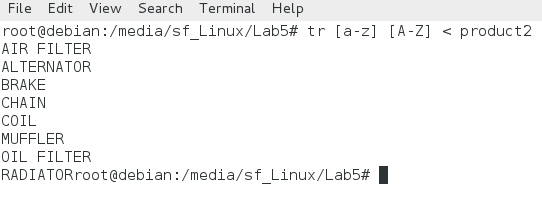 File Edit View Search Terminal Help
root@debian:/media/sf_Linux/Lab5# tr [a-z] [A-Z] < product2
AIR FILTER
ALTERNATOR
BRAKE
CHAIN
COIL
MUFFLER
OIL FILTER
RADIATORroot@debian:/media/sf_Linux/Lab5#